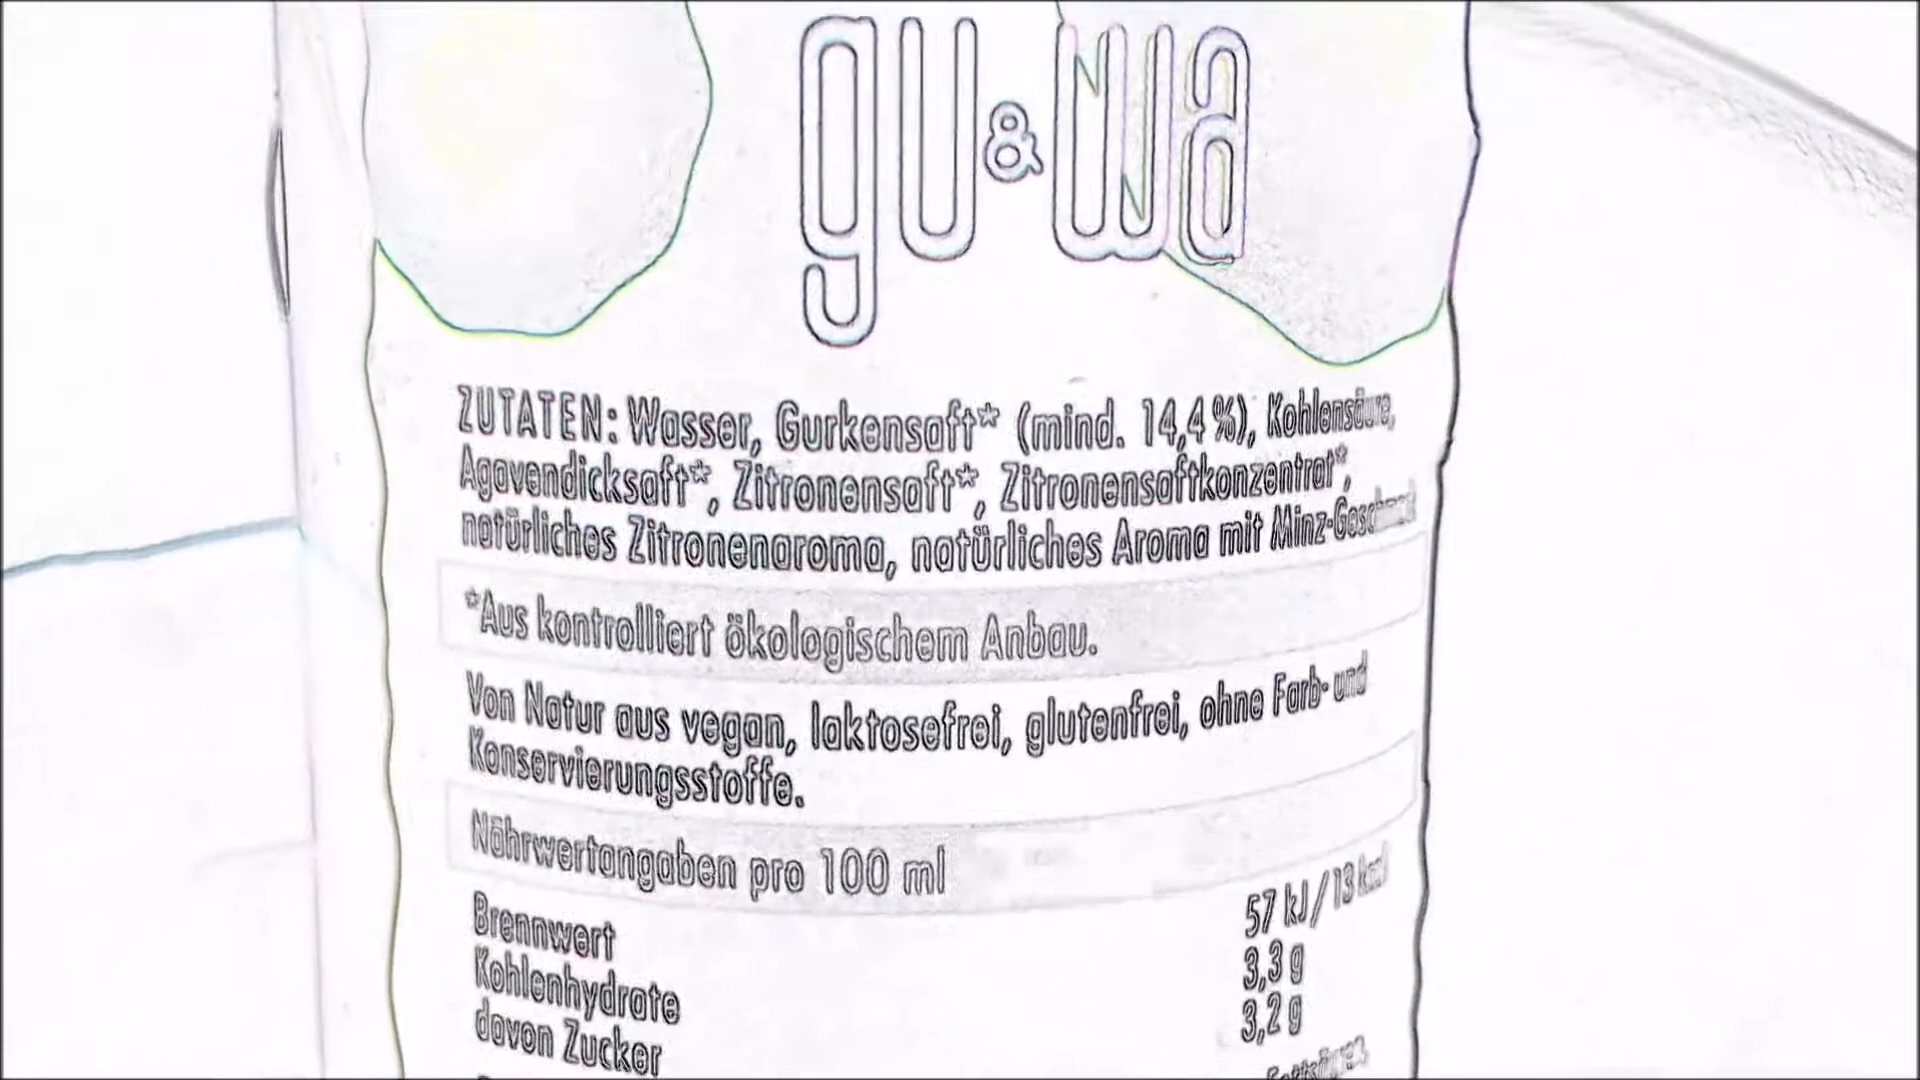 gu&wa
ZUTATEN: Wasser, Gurkensaft* (mind. 14,4%), Kohlensäure,
Agavendicksaft*, Zitronensaft*, Zitronensaftkonzentrat*,
natürliches Zitronenaroma, natürliches Aroma mit
*Aus kontrolliert ökologischem Anbau.
Von Natur aus vegan, laktosefrei, glutenfrei, ohne Farb- und
Konservierungsstoffe.
Nährwertangaben pro 100 ml
Brennwert 57 kJ/13 kcal
Kohlenhydrate 3,3 g
davon Zucker 3,2 g